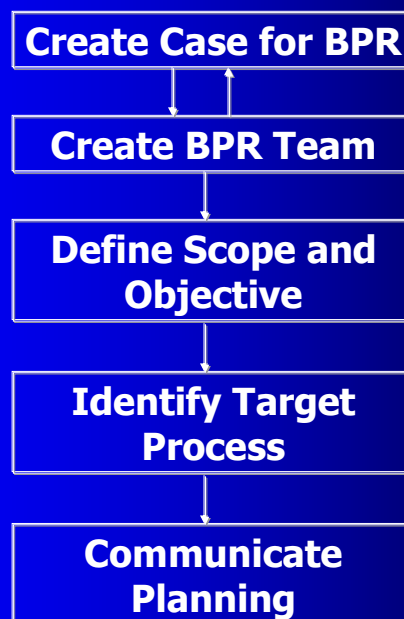 Create Case for BPR
Create BPR Team
Define Scope and
Objective
Identify Target
Process
Communicate
Planning